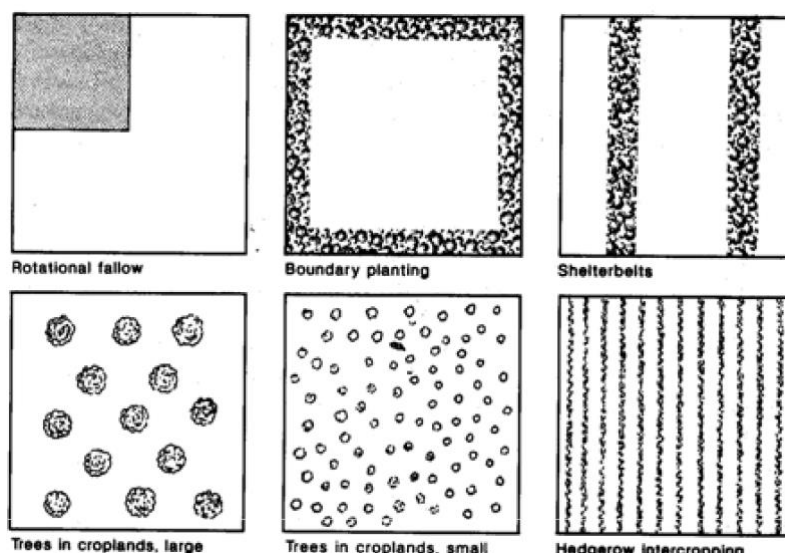 Rotational fallow
Boundary planting
Shelterbelts
Trees in croplands, large
Trees in croplands, small
Hedgerow intercropping